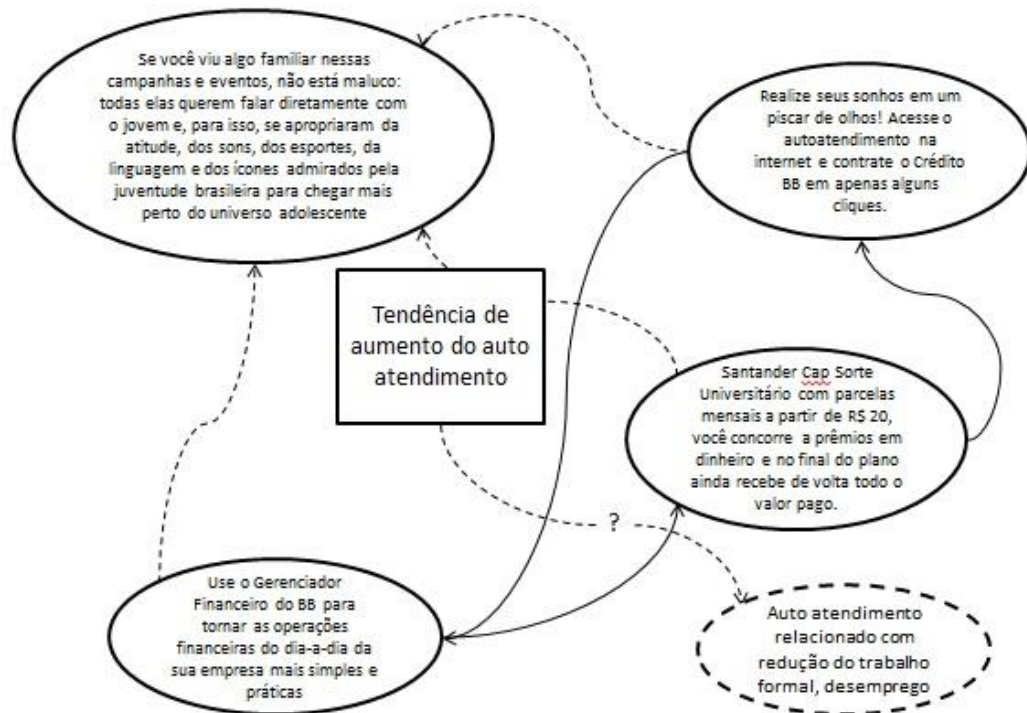 Se você viu algo familiar nessas
campanhas e eventos, não está maluco:
todas elas querem falar diretamente com
o jovem e, para isso, se apropriaram da
atitude, dos sons, dos esportes, da
linguagem e dos ícones admirados pela
juventude brasileira para chegar mais
perto do universo adolescente
Realize seus sonhos em um
piscar de olhos! Acesse o
autoatendimento na
internet e contrate o Crédito
BB em apenas alguns
cliques.
Tendência de
aumento do auto
atendimento
Santander Cap Sorte
Universitário com parcelas
mensais a partir de R$ 20,
você concorre a prêmios em
dinheiro e no final do plano
ainda recebe de volta todo o
valor pago.
?
Use o Gerenciador
Financeiro do BB para
tornar as operações
financeiras do dia-a-dia da
sua empresa mais simples e
práticas
Auto atendimento
relacionado com
redução do trabalho
formal, desemprego